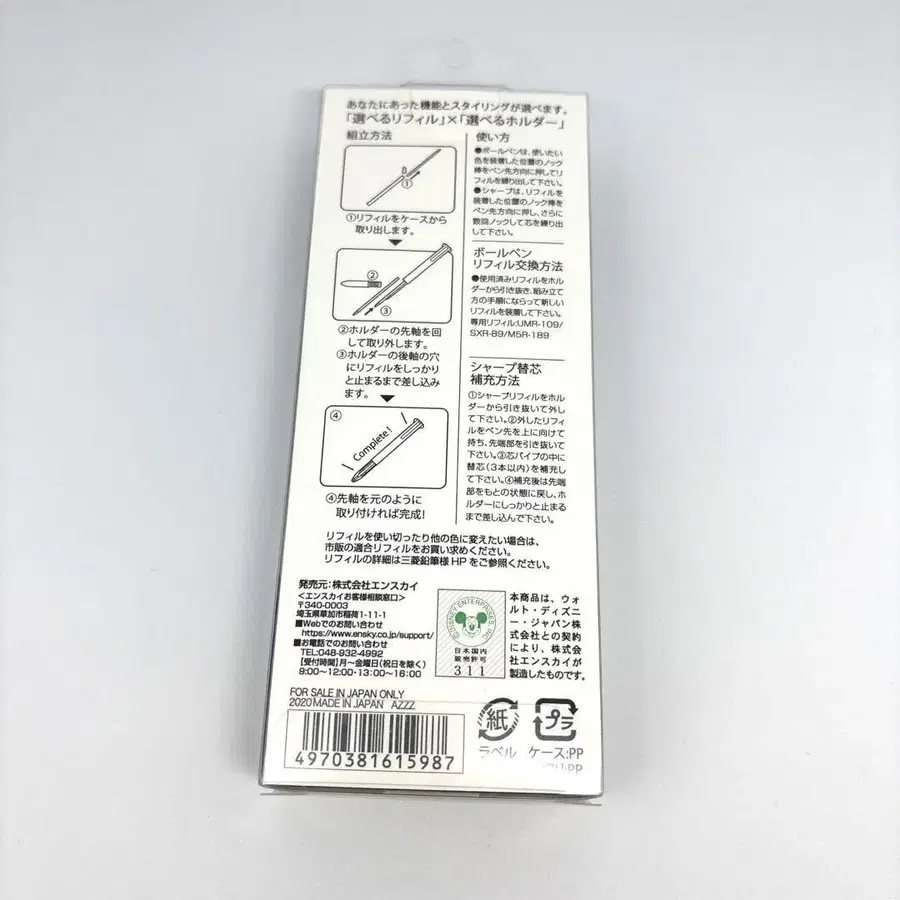 あなたにあった機能とスタイリングが選べます。
「選べるリフィル」×「選べるホルダー」
組立方法
①
①リフィルをケースから
取り出します。
②
③
②ホルダーの先軸を回
して取り外します。
③ホルダーの後軸の穴
にリフィルをしっかり
と止まるまで差し込み
ます。
④
Complete!
④先軸を元のように
取り付ければ完成!
使い方
●ボールペンは、使いたい
色を装着した位置のノック
棒をペン先方向に押してリ
フィルを繰り出して下さい。
●シャープは、リフィルを
装着した位置のノック棒を
ペン先方向に押し、さらに
数回ノックして芯を繰り出
して下さい。
ボールペン
リフィル交換方法
●使用済みリフィルをホル
ダーから引き抜き、組み立て
方の手順にならって新しい
リフィルを装着して下さい。
専用リフィル:UMR-109/
SXR-89/M5R-189
シャープ替芯
補充方法
①シャープリフィルをホル
ダーから引き抜いて外し
て下さい。②外したリフィ
ルをペン先を上に向けて
持ち、先端部を引き抜いて
下さい。③芯パイプの中に
替芯(3本以内)を補充し
て下さい。④補充後は先端
部をもとの状態に戻し、ホ
ルダーにしっかりと止まる
まで差し込んで下さい。
リフィルを使い切ったり他の色に変えたい場合は、
市販の適合リフィルをお買い求めください。
リフィルの詳細は三菱鉛筆様HPをご参照ください。
発売元:株式会社エンスカイ
<エンスカイお客様相談窓口>
〒340-0003
埼玉県草加市稲荷1-11-1
■Webでのお問い合わせ
https://www.ensky.co.jp/support/
■お電話でのお問い合わせ
TEL:048-932-4992
【受付時間】月～金曜日(祝日を除く)
9:00～12:00・13:00～16:00
©DISNEY ENTERPRISES, INC.
日本国内
販売許可
311
本商品は、ウォ
ルト・ディズニ
ー・ジャパン株
式会社との契約
により、株式会
社エンスカイが
製造したものです。
FOR SALE IN JAPAN ONLY
2020 MADE IN JAPAN AZZZ
4970381615987
紙
ラベル
プラ
ケース:PP